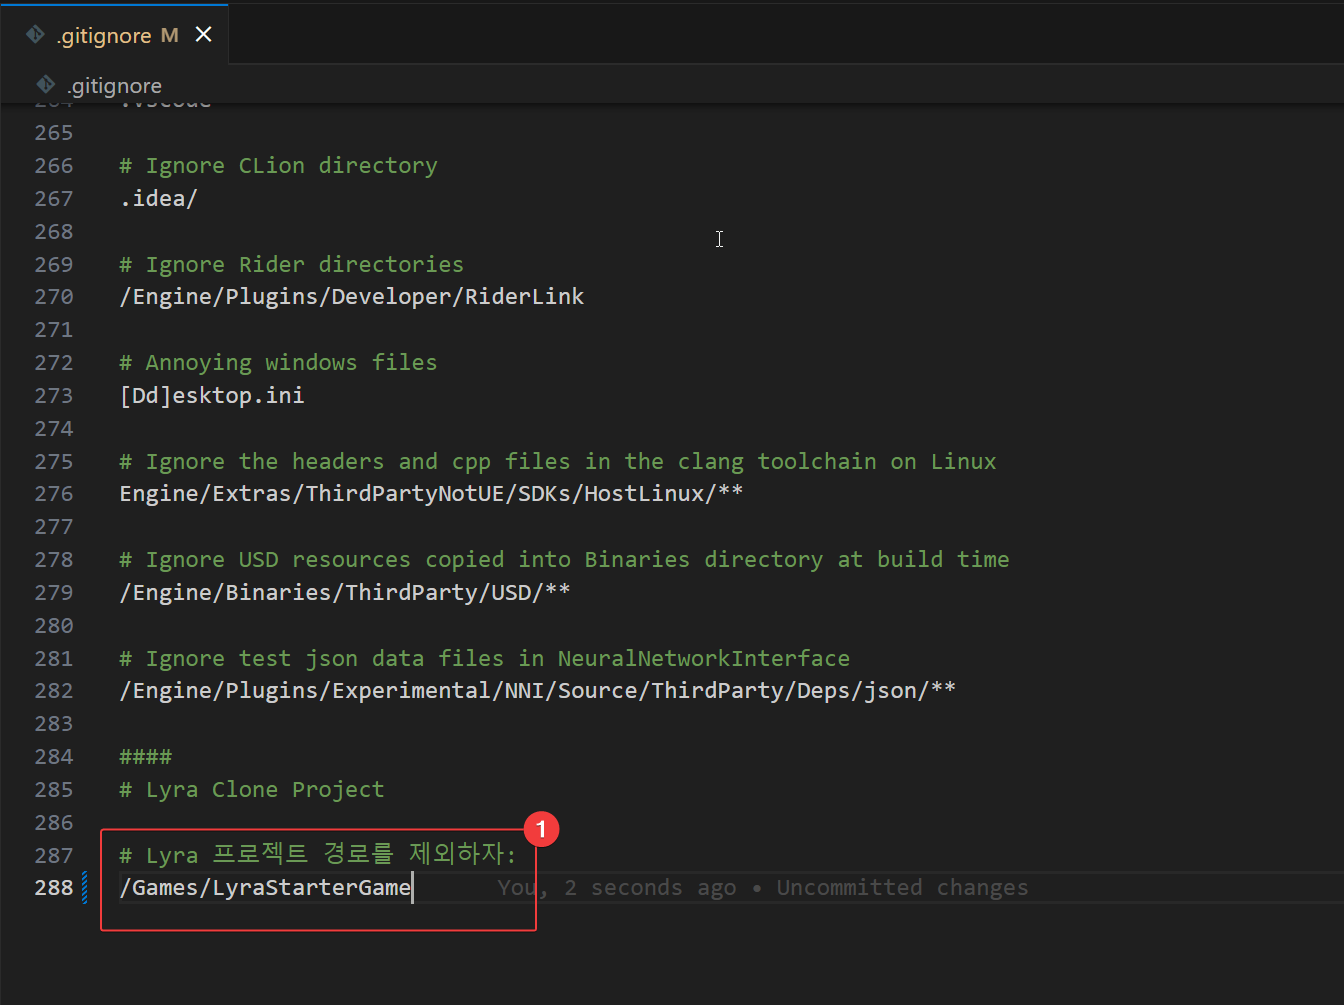 .gitignore M
.gitignore
264 .vscode
265
266 # Ignore CLion directory
267 .idea/
268
269 # Ignore Rider directories
270 /Engine/Plugins/Developer/RiderLink
271
272 # Annoying windows files
273 [Dd]esktop.ini
274
275 # Ignore the headers and cpp files in the clang toolchain on Linux
276 Engine/Extras/ThirdPartyNotUE/SDKs/HostLinux/**
277
278 # Ignore USD resources copied into Binaries directory at build time
279 /Engine/Binaries/ThirdParty/USD/**
280
281 # Ignore test json data files in NeuralNetworkInterface
282 /Engine/Plugins/Experimental/NNI/Source/ThirdParty/Deps/json/**
283
284 ####
285 # Lyra Clone Project
286
1
287 # Lyra 프로젝트 경로를 제외하자:
288 /Games/LyraStarterGame You, 2 seconds ago • Uncommitted changes